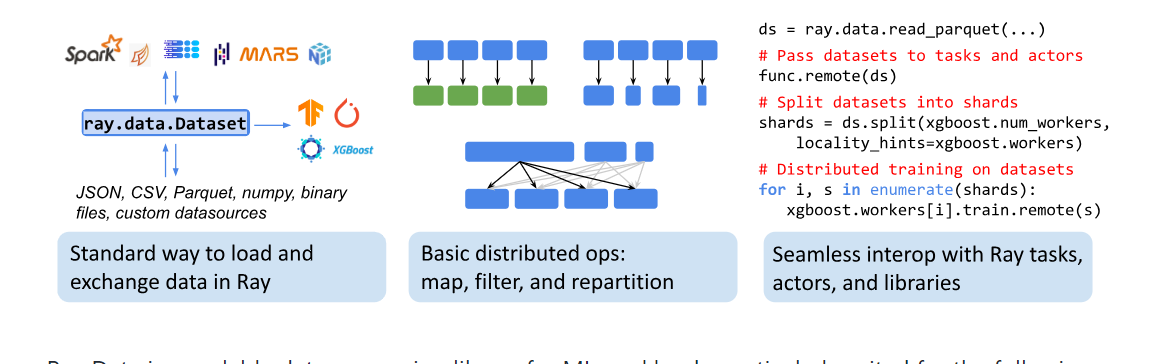 Spark
MARS
ray.data.Dataset
XGBoost
JSON, CSV, Parquet, numpy, binary
files, custom datasources
Standard way to load and
exchange data in Ray
Basic distributed ops:
map, filter, and repartition
ds = ray.data.read_parquet(...)
# Pass datasets to tasks and actors
func.remote(ds)
# Split datasets into shards
shards = ds.split(xgboost.num_workers,
locality_hints=xgboost.workers)
# Distributed training on datasets
for i, s in enumerate(shards):
xgboost.workers[i].train.remote(s)
Seamless interop with Ray tasks,
actors, and libraries